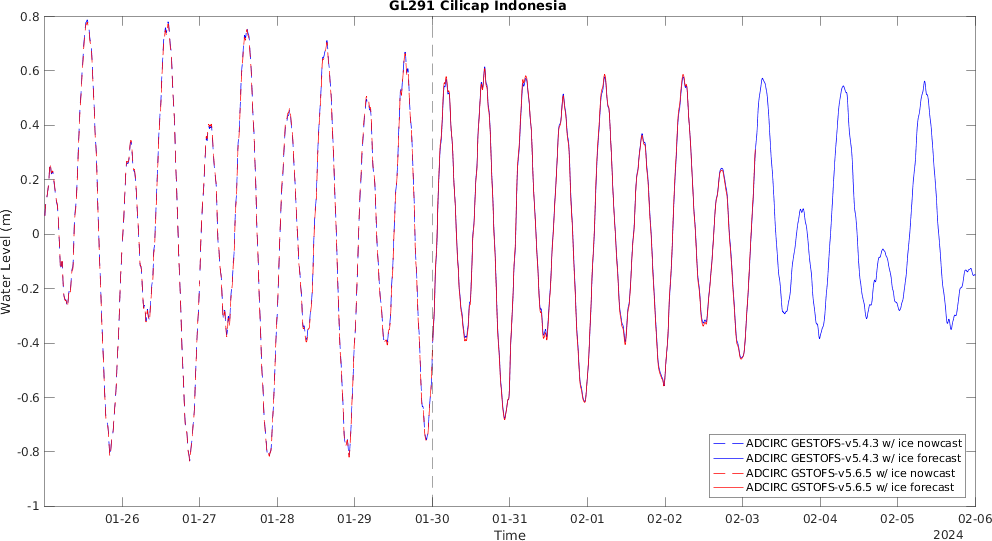 GL291 Cilicap Indonesia
0.8
0.6
0.4
0.2
0
-0.2
-0.4
-0.6
-0.8
-1
Water Level (m)
ADCIRC GESTOFS-v5.4.3 w/ ice nowcast
ADCIRC GESTOFS-v5.4.3 w/ ice forecast
ADCIRC GSTOFS-v5.6.5 w/ ice nowcast
ADCIRC GSTOFS-v5.6.5 w/ ice forecast
01-26 01-27 01-28 01-29 01-30 01-31 02-01 02-02 02-03 02-04 02-05 02-06
Time
2024